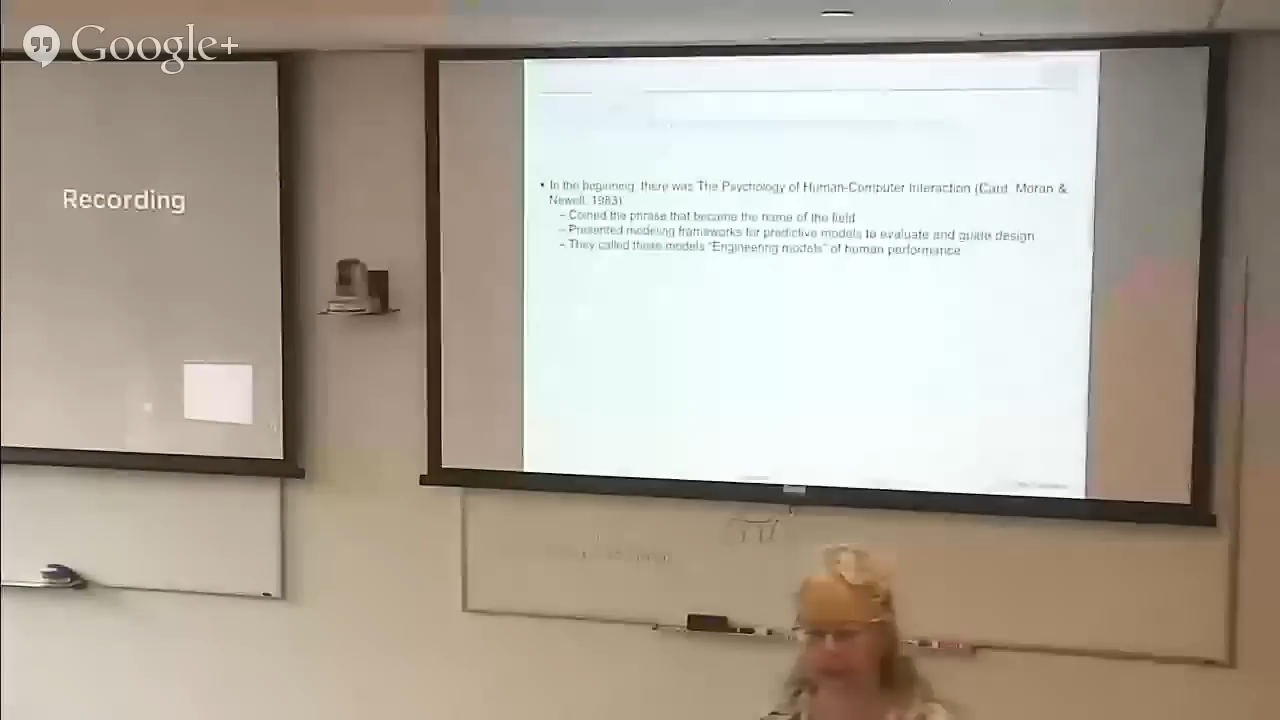 Google+
Recording
• In the beginning, there was The Psychology of Human-Computer Interaction (Card, Moran &
Newell, 1983)
– Coined the phrase that became the name of the field
– Presented modeling frameworks for predictive models to evaluate and guide design
– They called these models "Engineering models" of human performance